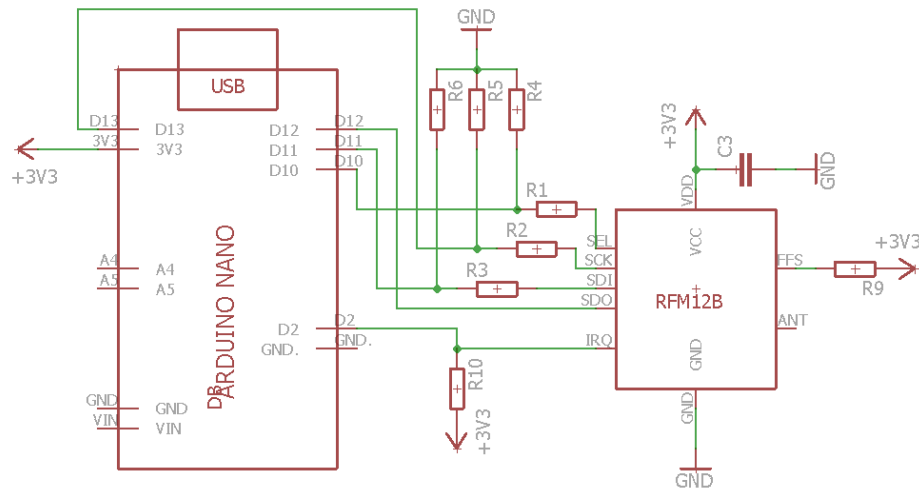 GND
USB
R6
R5
R4
D13
D13
D12
D12
3V3
3V3
D11
D11
D10
D10
+3V3
+3V3
C3
GND
VDD
R1
VCC
SEL
R2
SCK
+3V3
FFS
R9
A4
A4
A5
A5
R3
SDI
SDO
RFM12B
ANT
ARDUINO NANO
D2
D2
GND.
GND.
IRQ
GND
R10
+3V3
GND
GND
GND
VIN
VIN
GND